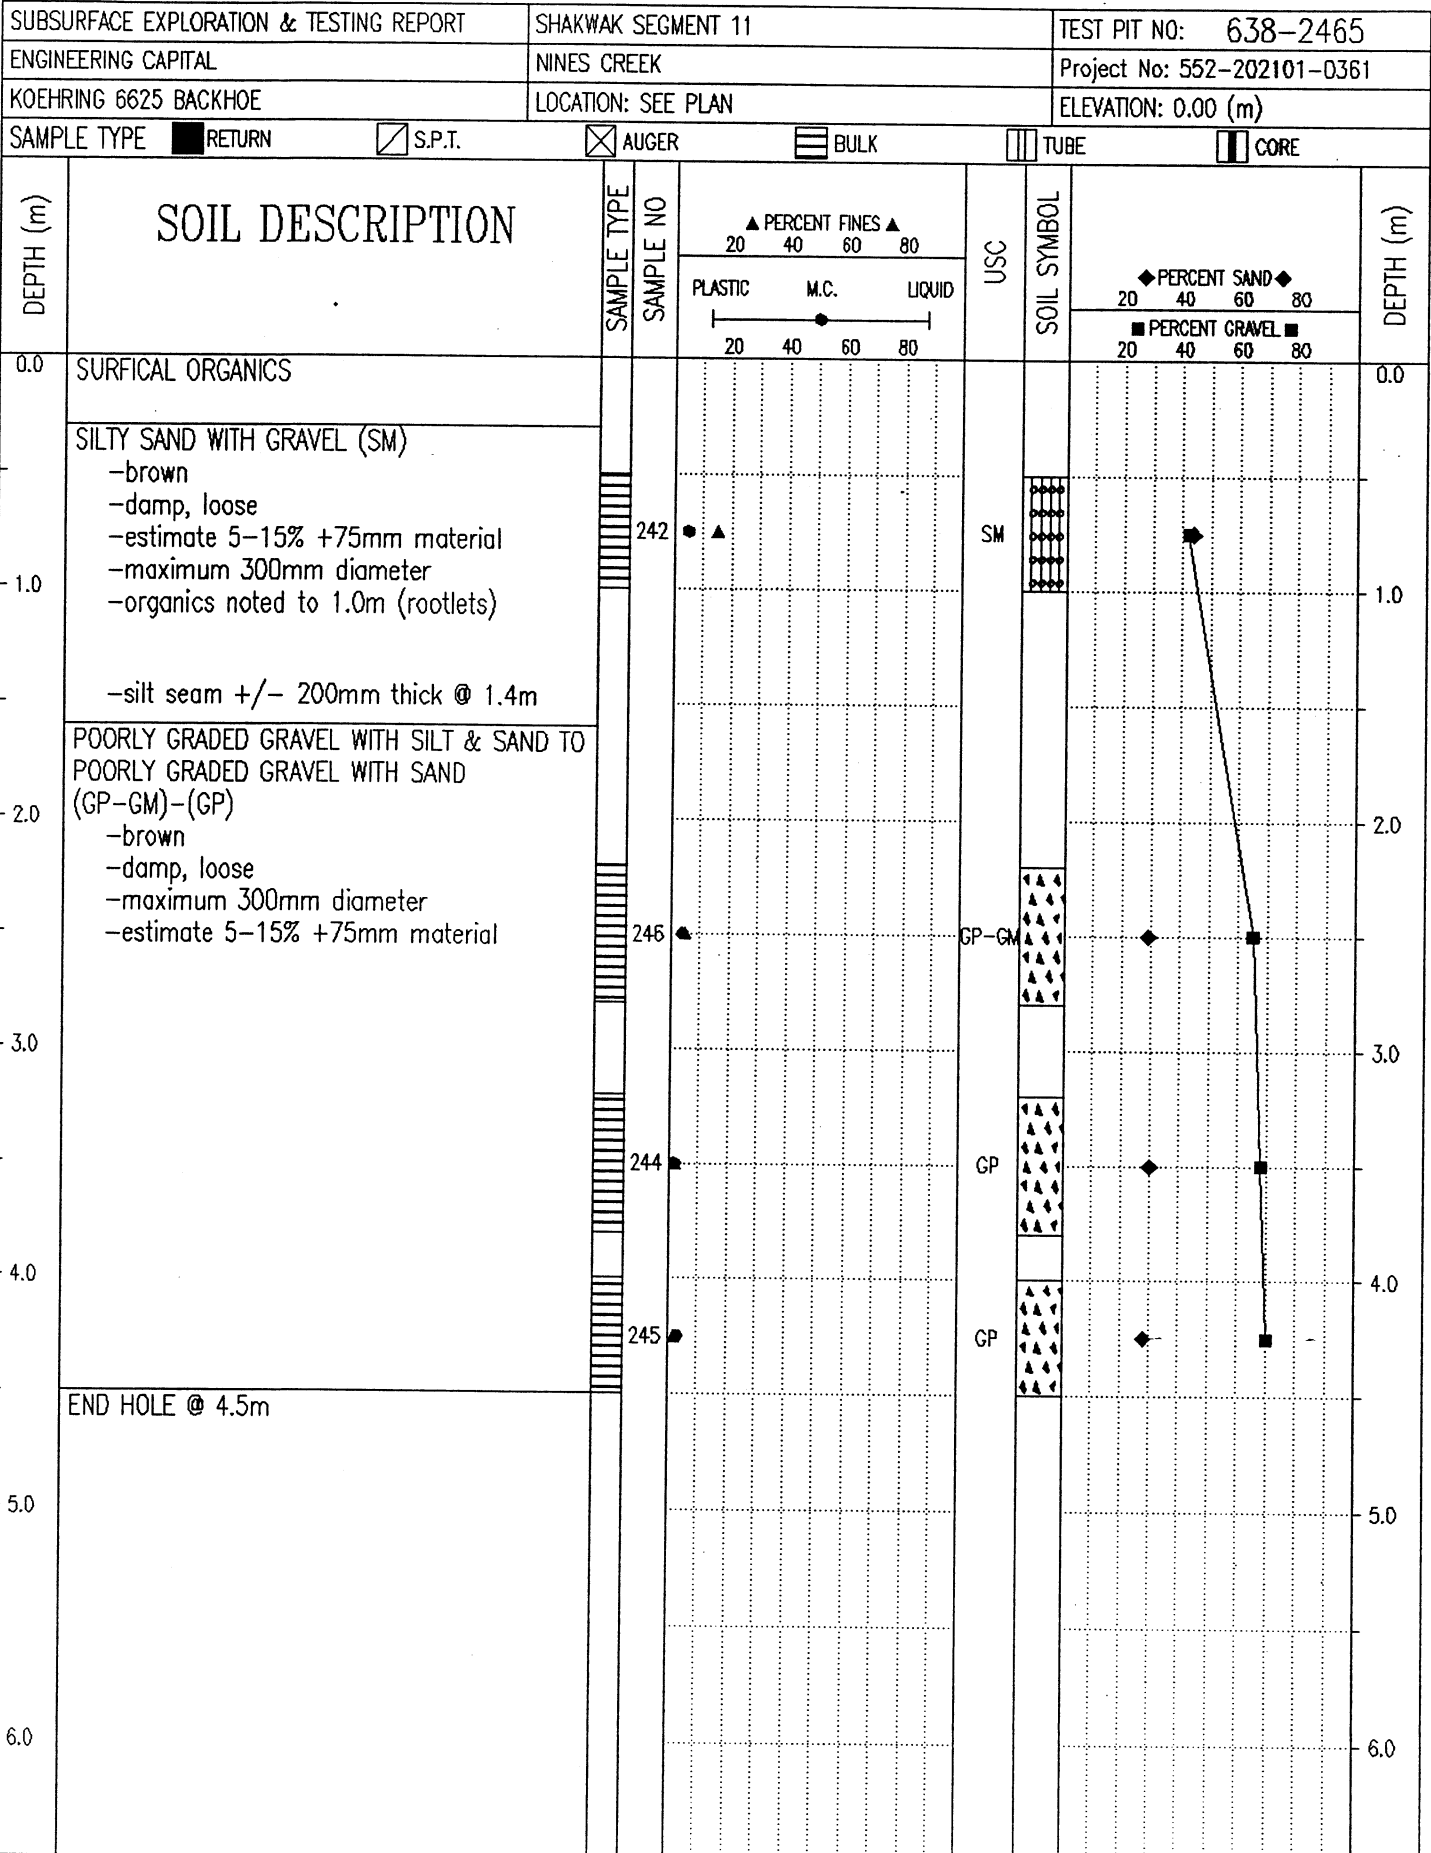 SUBSURFACE EXPLORATION & TESTING REPORT
SHAKWAK SEGMENT 11
TEST PIT NO: 638-2465
ENGINEERING CAPITAL
NINES CREEK
Project No: 552-202101-0361
KOEHRING 6625 BACKHOE
LOCATION: SEE PLAN
ELEVATION: 0.00 (m)
SAMPLE TYPE RETURN S.P.T. AUGER BULK TUBE CORE
DEPTH (m)
SOIL DESCRIPTION
SAMPLE TYPE
SAMPLE NO
▲ PERCENT FINES ▲
20 40 60 80
PLASTIC M.C. LIQUID
20 40 60 80
USC
SOIL SYMBOL
◆PERCENT SAND◆
20 40 60 80
■ PERCENT GRAVEL ■
20 40 60 80
DEPTH (m)
0.0
SURFICAL ORGANICS
0.0
SILTY SAND WITH GRAVEL (SM)
-brown
-damp, loose
-estimate 5-15% +75mm material
242
SM
-maximum 300mm diameter
1.0
-organics noted to 1.0m (rootlets)
1.0
-silt seam +/- 200mm thick @ 1.4m
POORLY GRADED GRAVEL WITH SILT & SAND TO
POORLY GRADED GRAVEL WITH SAND
(GP-GM)-(GP)
2.0
2.0
-brown
-damp, loose
-maximum 300mm diameter
-estimate 5-15% +75mm material
246
GP-GM
3.0
3.0
244
GP
4.0
4.0
245
GP
END HOLE @ 4.5m
5.0
5.0
6.0
6.0